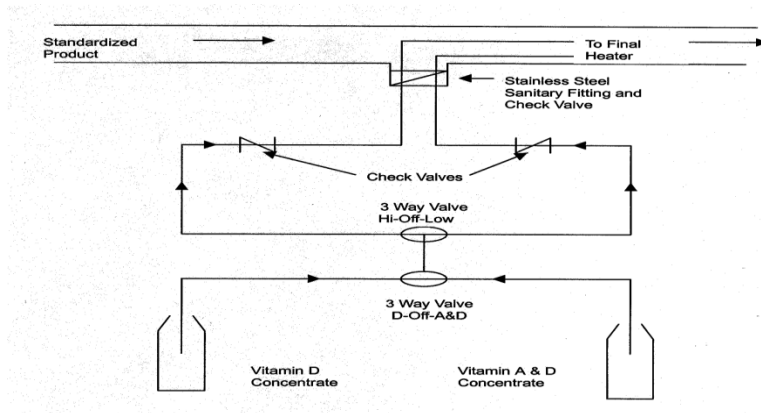 Standardized
Product
To Final
Heater
Stainless Steel
Sanitary Fitting and
Check Valve
Check Valves
3 Way Valve
Hi-Off-Low
3 Way Valve
D-Off-A&D
Vitamin D
Concentrate
Vitamin A & D
Concentrate